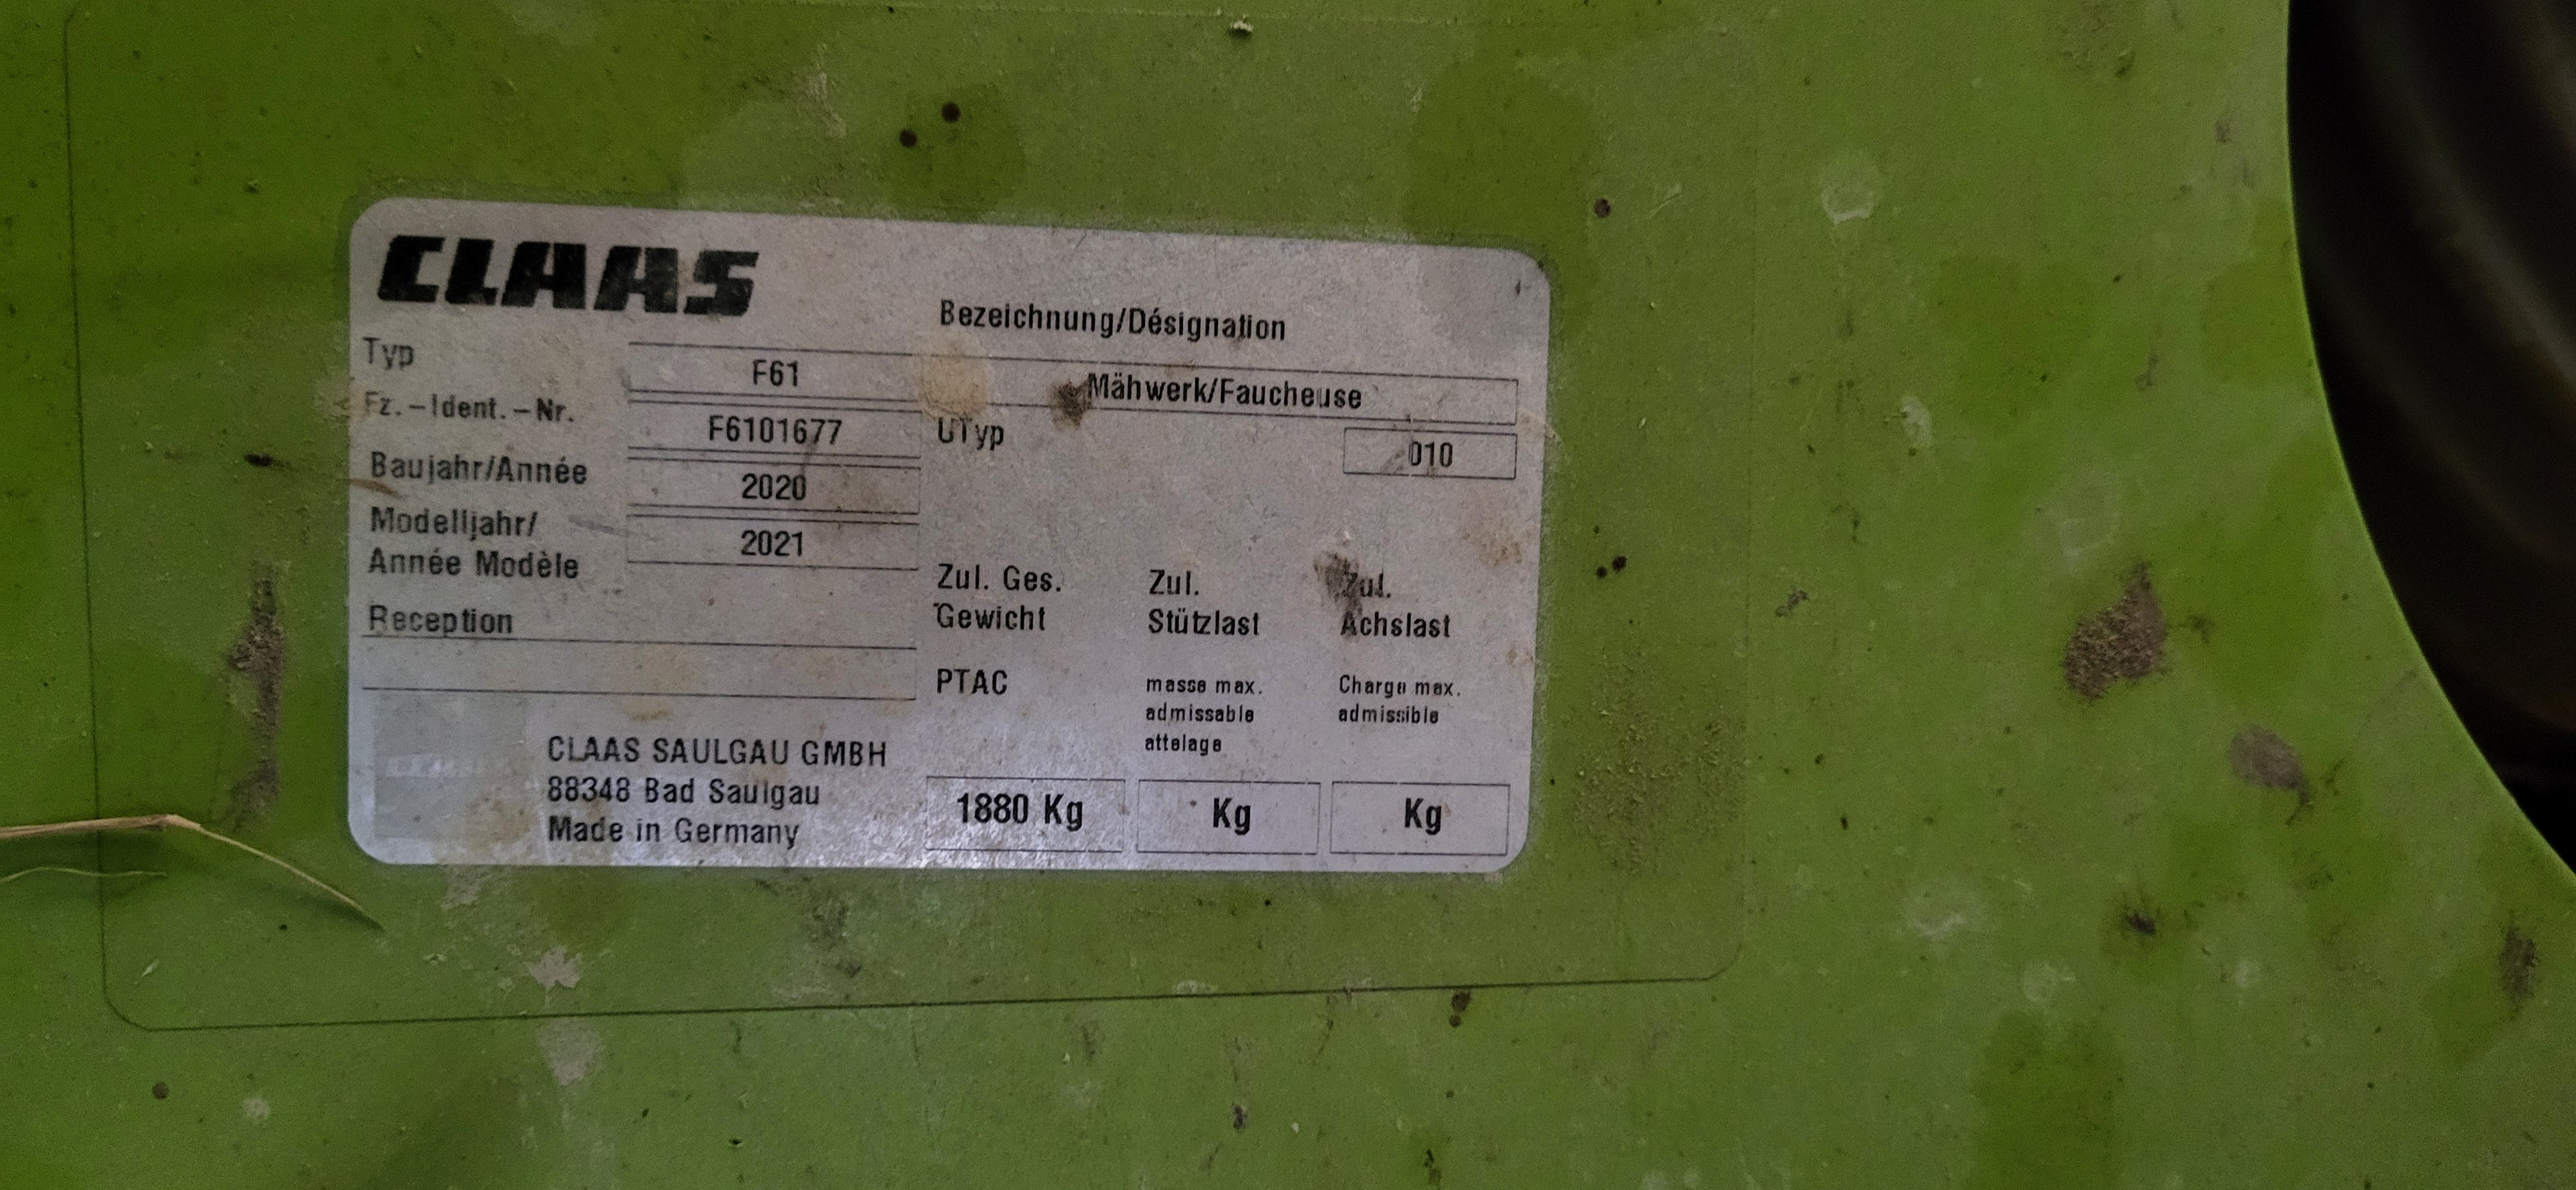 CLAAS
Bezeichnung/Désignation
Typ F61 Mähwerk/Faucheuse
Fz.-Ident.-Nr. F6101677 UTyp 010
Baujahr/Année 2020
Modelljahr/
Année Modèle 2021
Reception
Zul. Ges.
Gewicht
PTAC
1880 Kg
Zul.
Stützlast
masse max.
admissable
attelage
Kg
Zul.
Achslast
Charge max.
admissible
Kg
CLAAS SAULGAU GMBH
88348 Bad Saulgau
Made in Germany
CLAAS